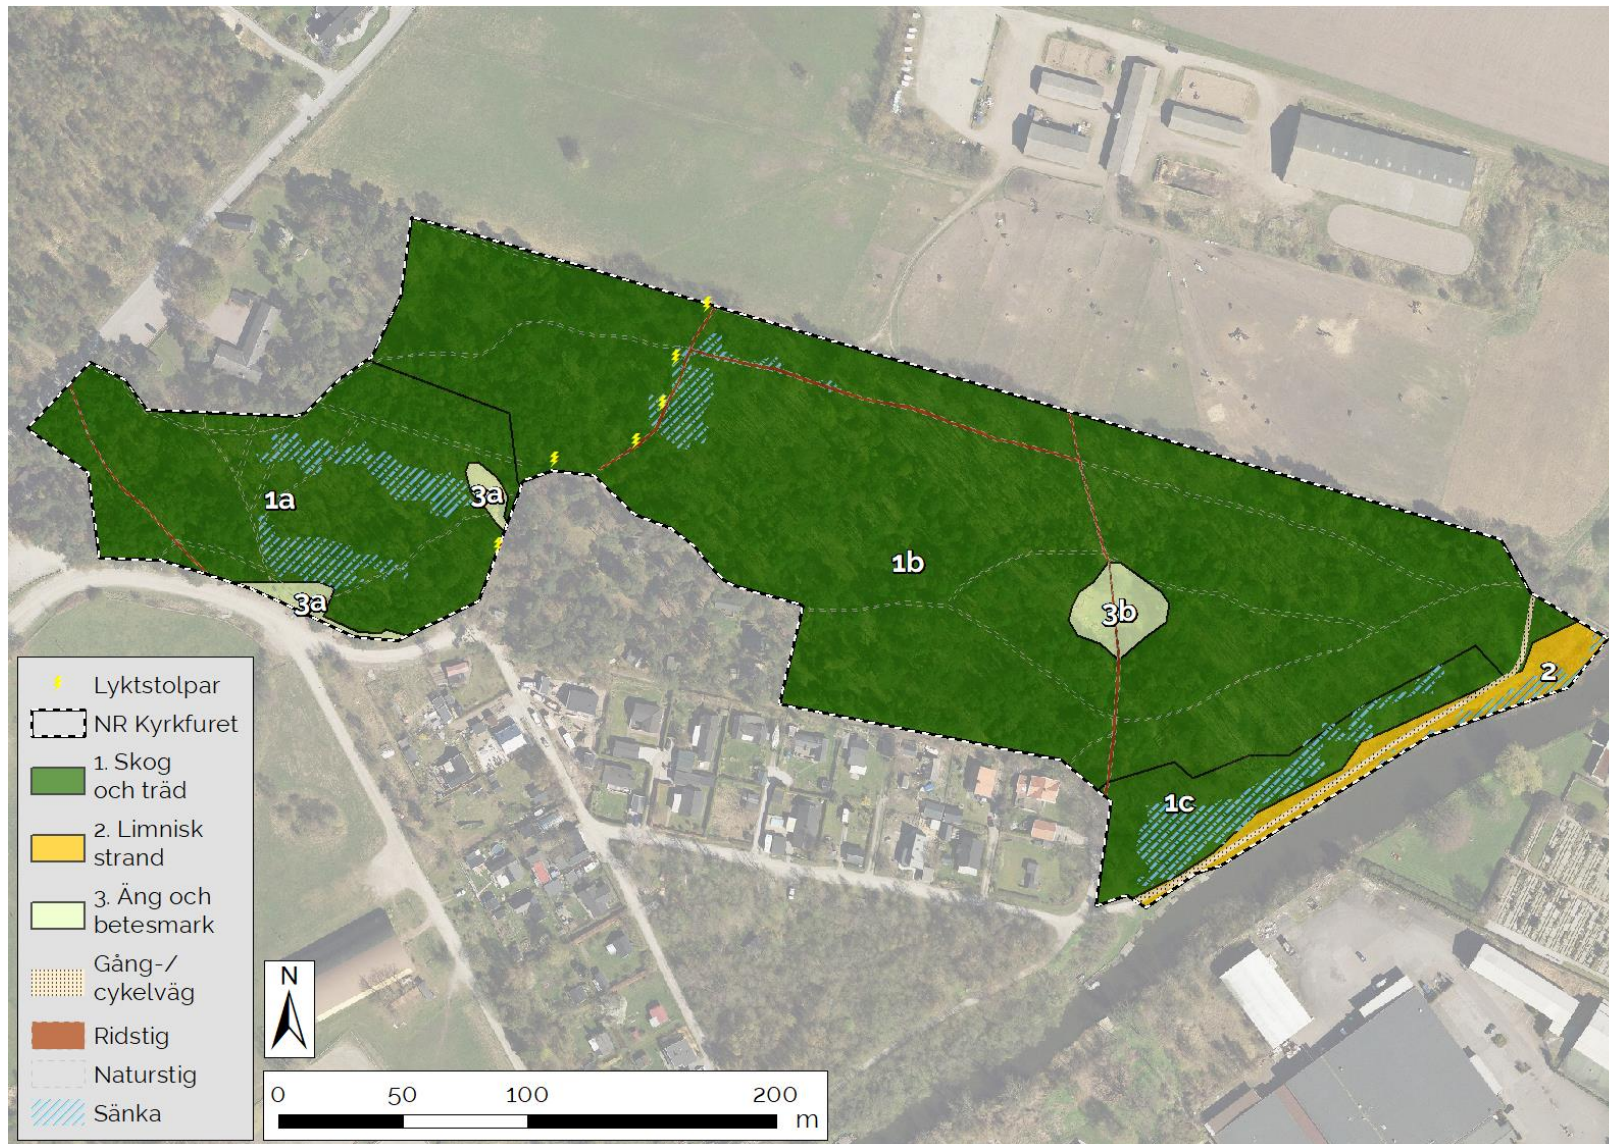 1a
3a
3a
1b
3b
2
1c
Lyktstolpar
NR Kyrkfuret
1. Skog
och träd
2. Limnisk
strand
3. Äng och
betesmark
Gång-/
cykelväg
Ridstig
Naturstig
Sänka
N
0 50 100 200
m